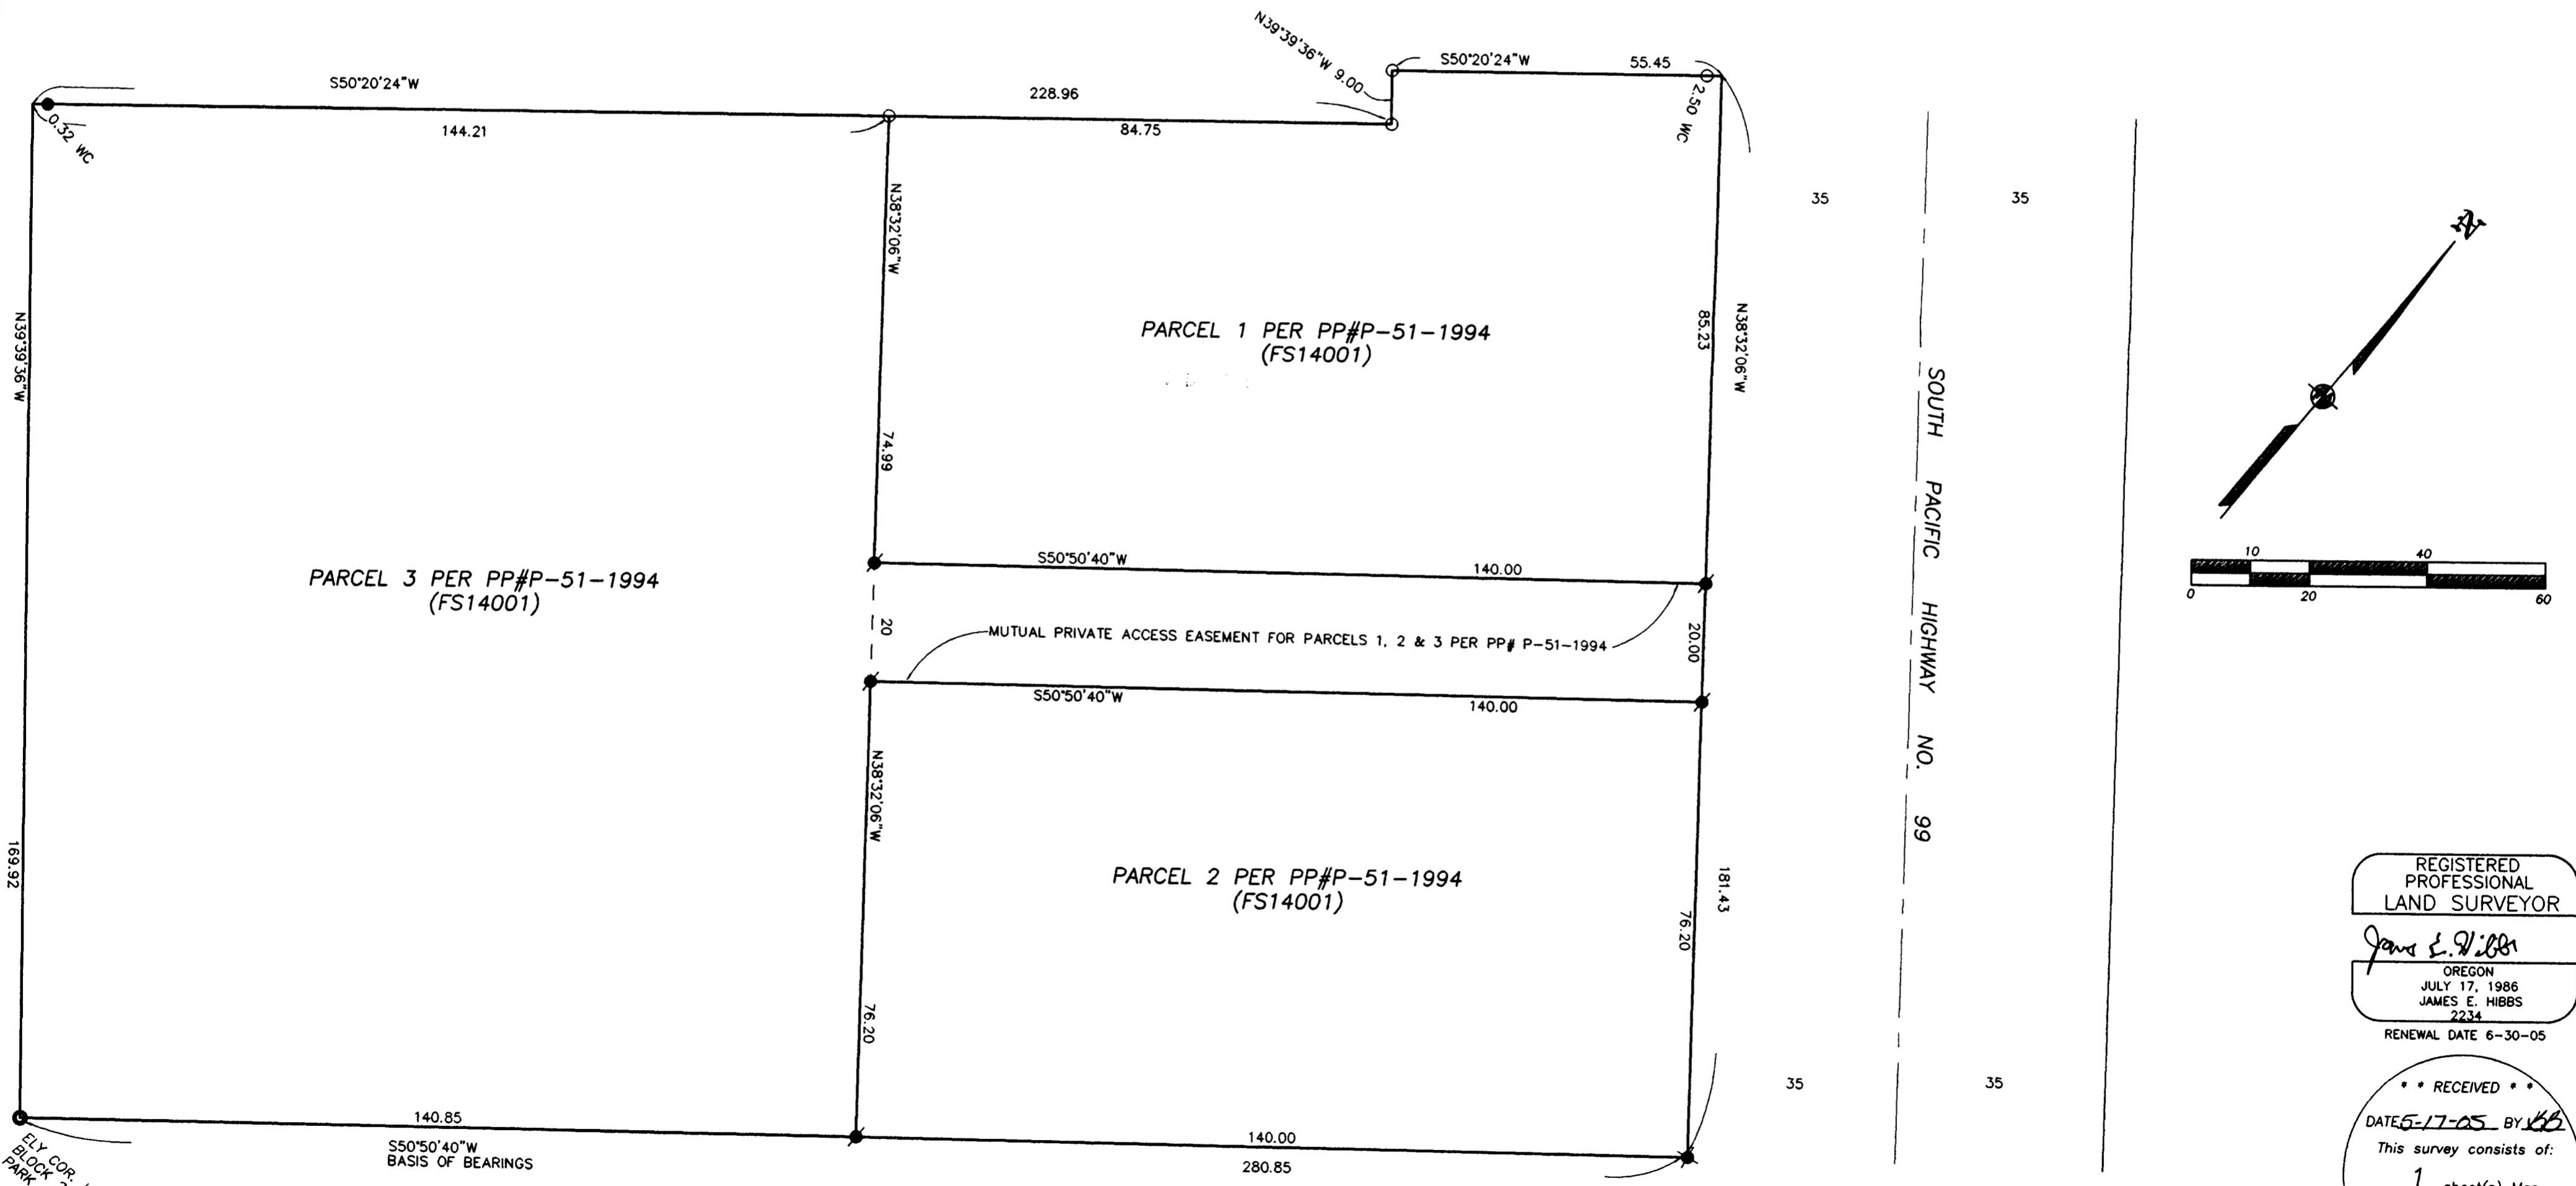 N39°39'36"W 9.00
S50°20'24"W
55.45
2.50 WC
S50°20'24"W
228.96
144.21
84.75
0.32 WC
N38°32'06"W
74.99
N39°39'36"W
169.92
PARCEL 1 PER PP#P-51-1994
(FS14001)
85.23
N38°32'06"W
35
35
SOUTH PACIFIC HIGHWAY NO. 99
10
40
0
20
60
S50°50'40"W
140.00
PARCEL 3 PER PP#P-51-1994
(FS14001)
20
MUTUAL PRIVATE ACCESS EASEMENT FOR PARCELS 1, 2 & 3 PER PP# P-51-1994
20.00
S50°50'40"W
140.00
N38°32'06"W
76.20
PARCEL 2 PER PP#P-51-1994
(FS14001)
181.43
76.20
35
35
140.85
S50°50'40"W
BASIS OF BEARINGS
140.00
280.85
ELY COR.
BLOCK
PARK
REGISTERED
PROFESSIONAL
LAND SURVEYOR
James E. Hibbs
OREGON
JULY 17, 1986
JAMES E. HIBBS
2234
RENEWAL DATE 6-30-05
* * RECEIVED * *
DATE 5-17-05 BY
This survey consists of:
1